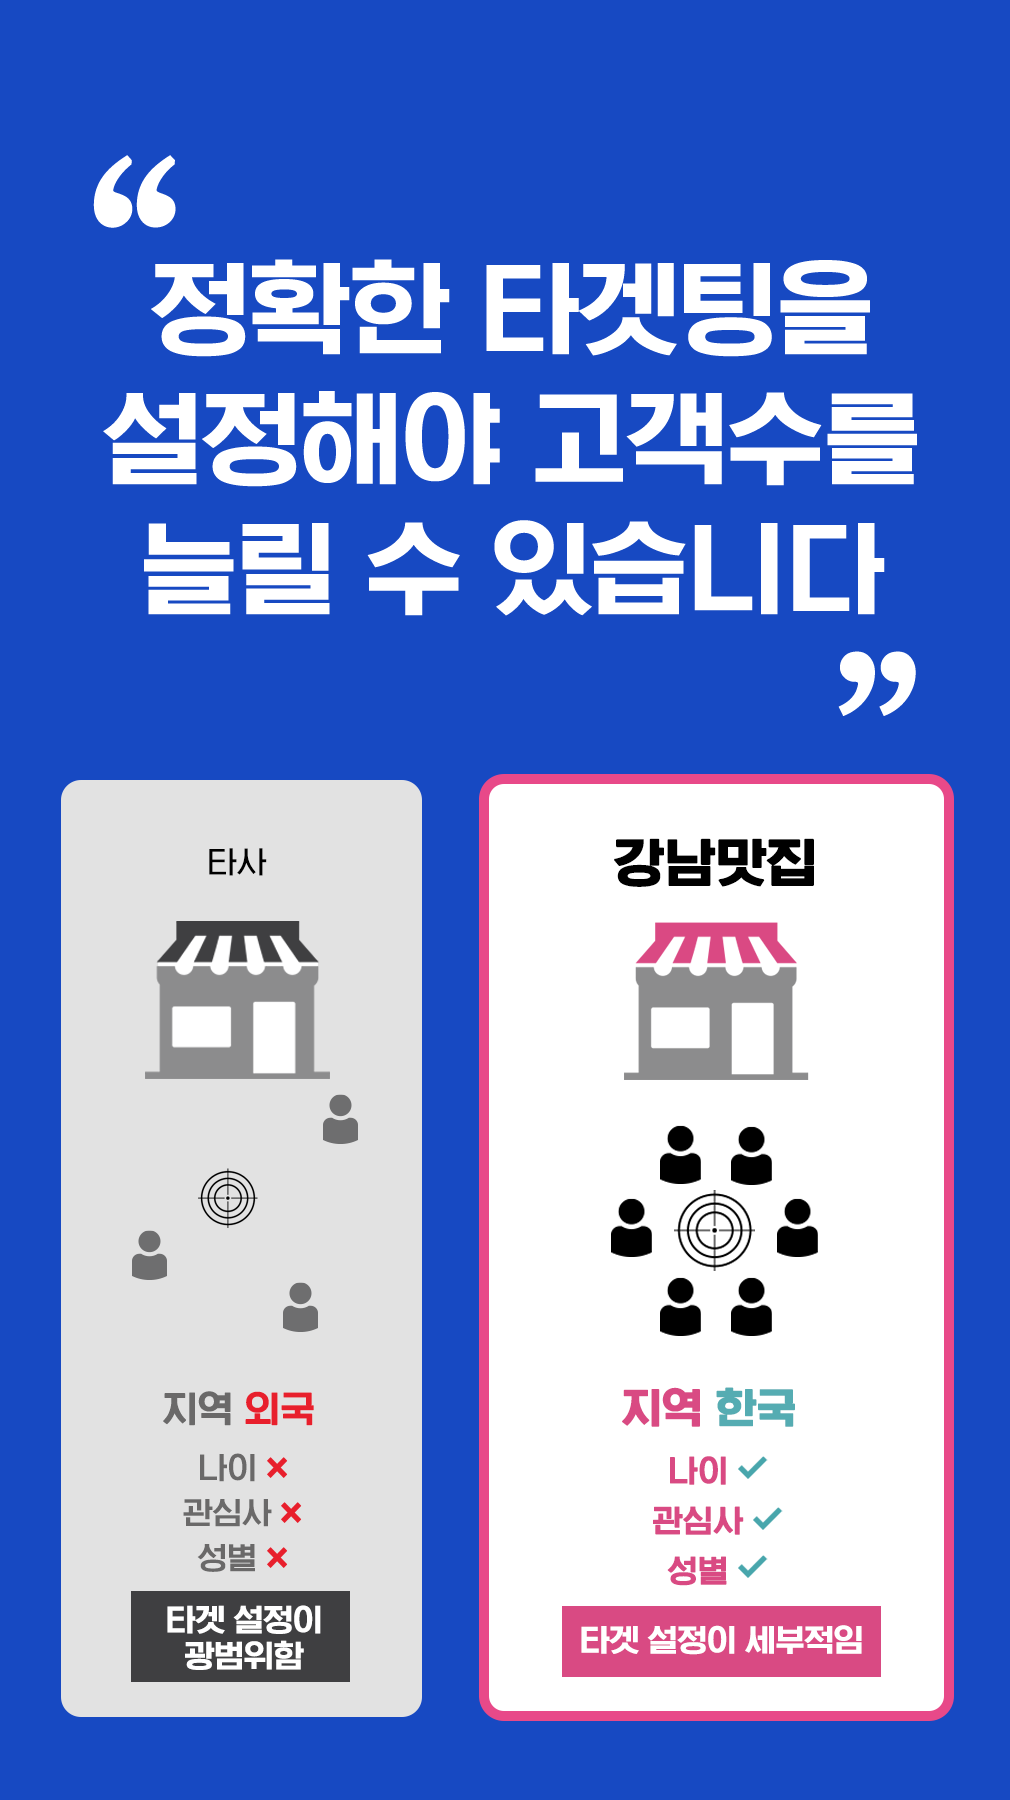 “
정확한 타겟팅을
설정해야 고객수를
늘릴 수 있습니다
”
타사
지역 외국
나이 ×
관심사 ×
성별 ×
타겟 설정이
광범위함
강남맛집
지역 한국
나이 ✓
관심사 ✓
성별 ✓
타겟 설정이 세부적임